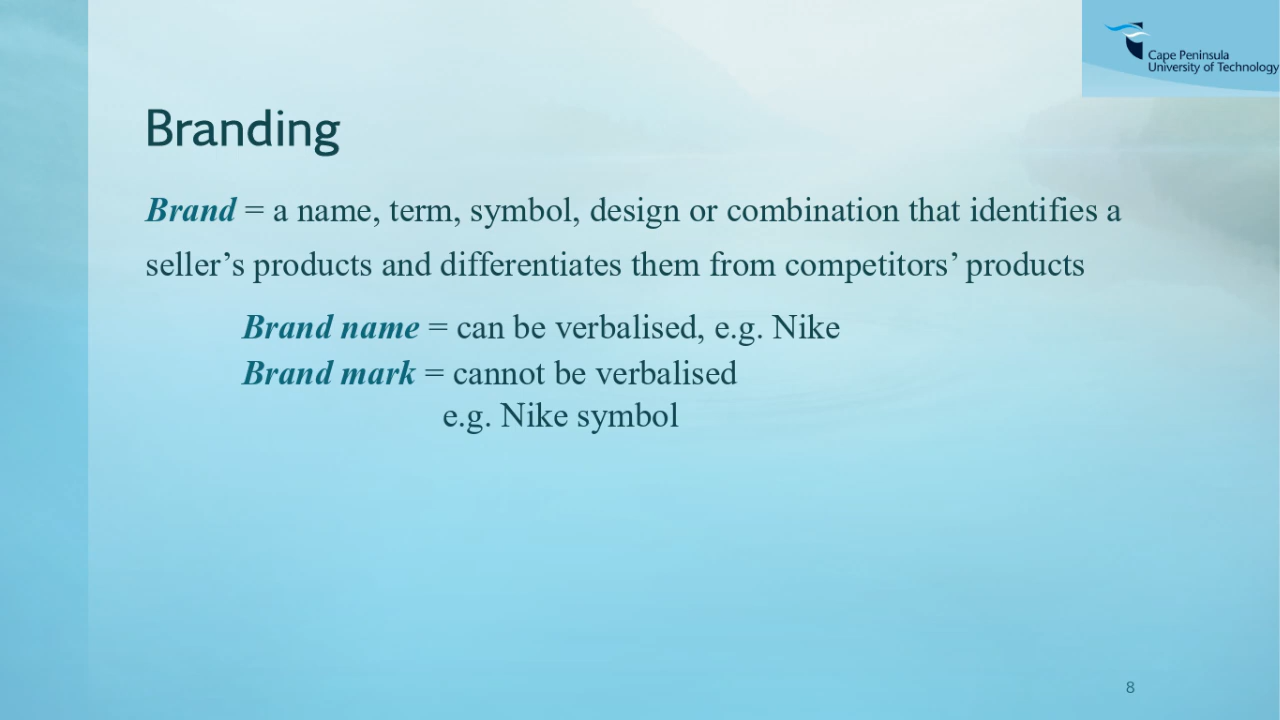 Cape Peninsula
University of Technology
Branding
Brand = a name, term, symbol, design or combination that identifies a
seller’s products and differentiates them from competitors’ products
Brand name = can be verbalised, e.g. Nike
Brand mark = cannot be verbalised
e.g. Nike symbol
8